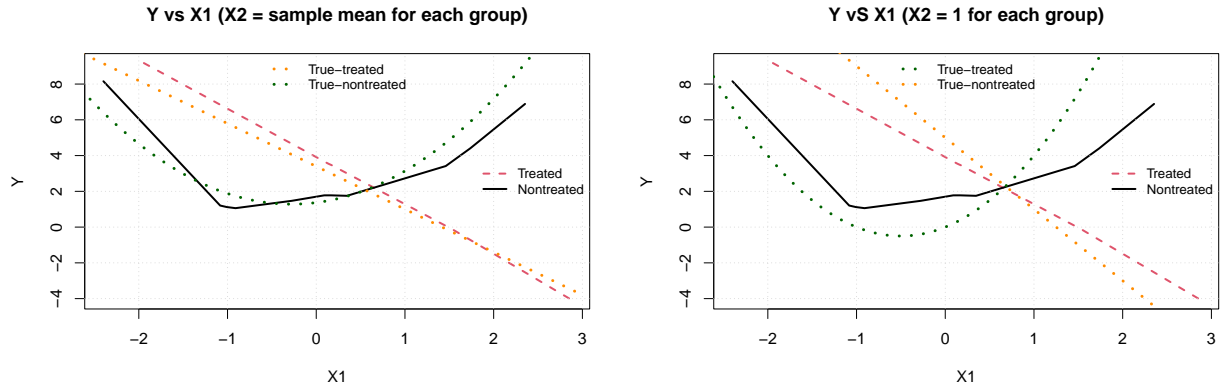 Y vs X1 (X2 = sample mean for each group)
True−treated
True−nontreated
Treated
Nontreated
Y
8
6
4
2
0
−2
−4
−2
−1
0
1
2
3
X1
Y vS X1 (X2 = 1 for each group)
True−treated
True−nontreated
Treated
Nontreated
Y
8
6
4
2
0
−2
−4
−2
−1
0
1
2
3
X1